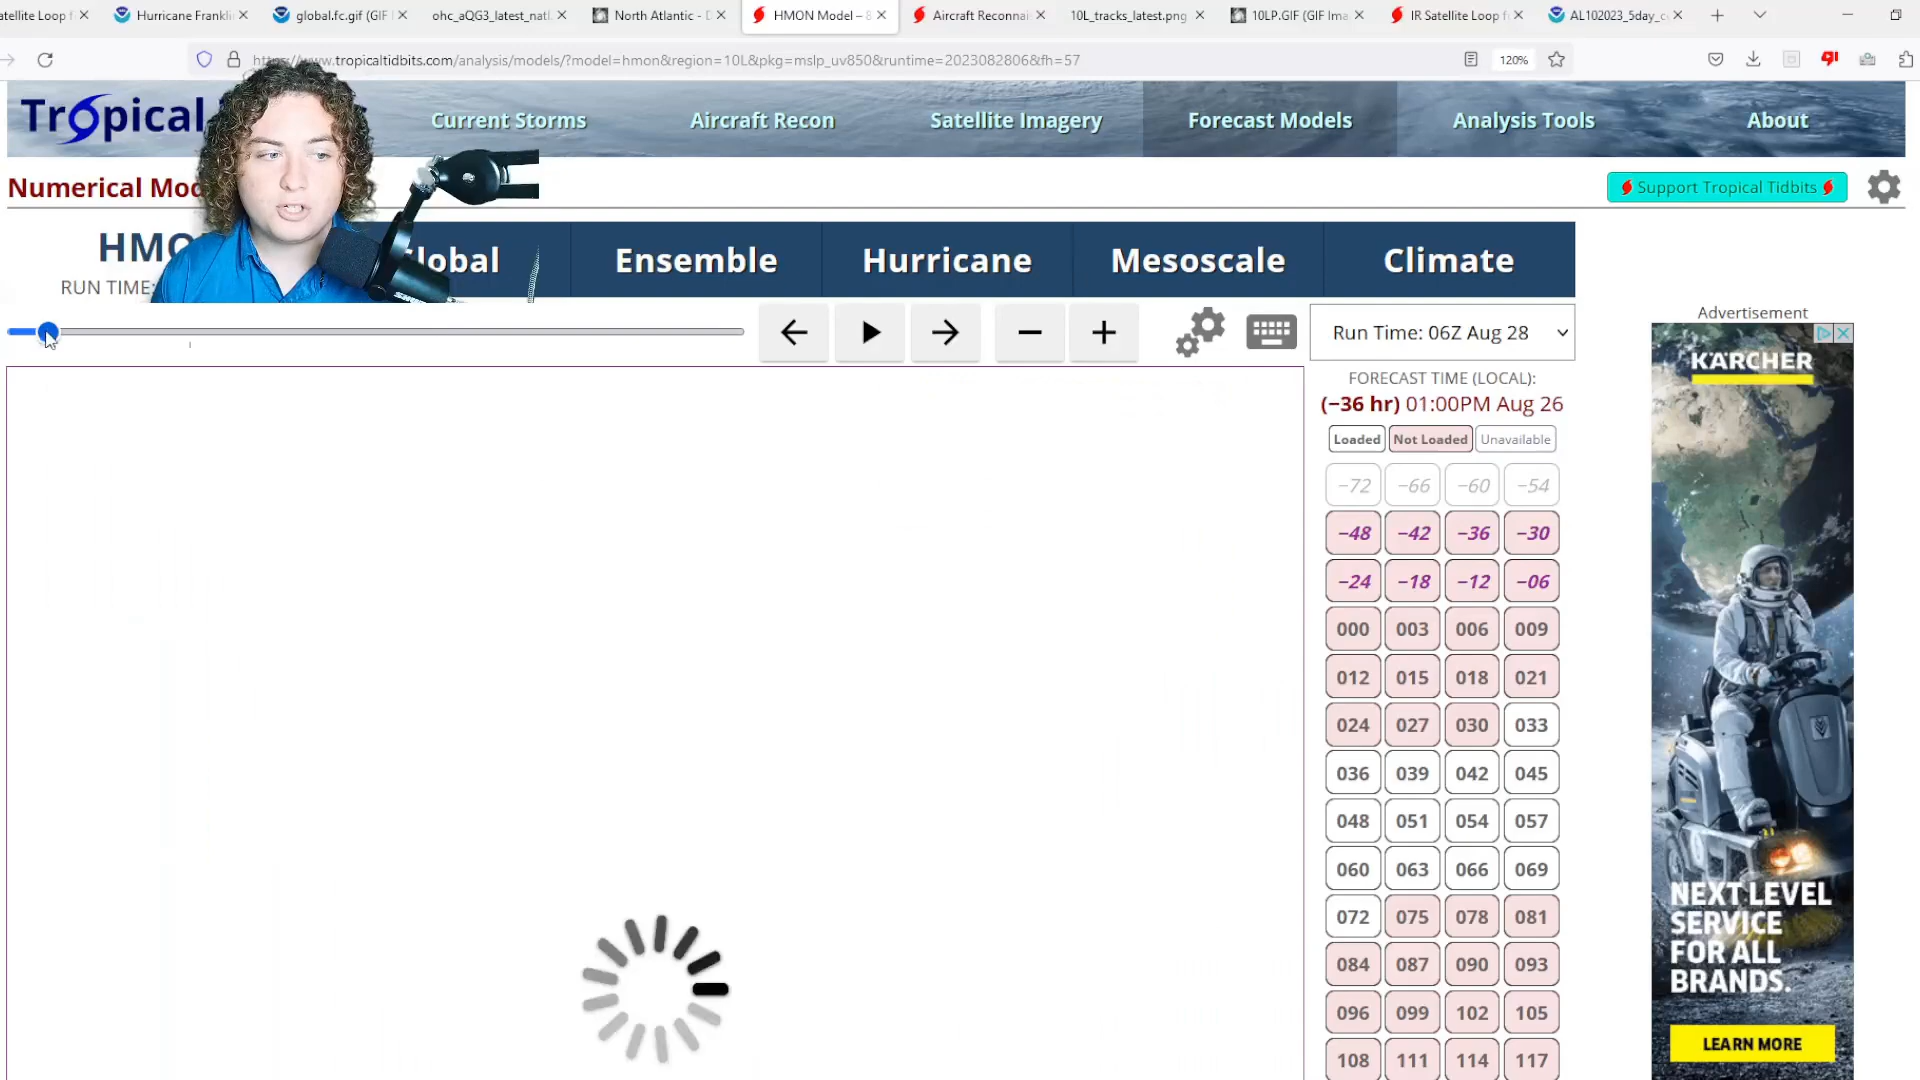 atellite Loop f
Hurricane Frankli
global.fc.gif (GIF I
ohc_aQG3_latest_natl.
North Atlantic - D
HMON Model – 8
Aircraft Reconnai
10L_tracks_latest.png
10LP.GIF (GIF Ima
IR Satellite Loop f
AL102023_5day_c
https://www.tropicaltidbits.com/analysis/models/?model=hmon&region=10L&pkg=mslp_uv850&runtime=2023082806&fh=57
120%
Tropical
Current Storms
Aircraft Recon
Satellite Imagery
Forecast Models
Analysis Tools
About
Numerical Mod
Support Tropical Tidbits
HMO
Global
Ensemble
Hurricane
Mesoscale
Climate
RUN TIME:
Run Time: 06Z Aug 28
FORECAST TIME (LOCAL):
(−36 hr) 01:00PM Aug 26
Loaded Not Loaded Unavailable
−72 −66 −60 −54
−48 −42 −36 −30
−24 −18 −12 −06
000 003 006 009
012 015 018 021
024 027 030 033
036 039 042 045
048 051 054 057
060 063 066 069
072 075 078 081
084 087 090 093
096 099 102 105
108 111 114 117
Advertisement
KÄRCHER
NEXT LEVEL
SERVICE
FOR ALL
BRANDS.
LEARN MORE